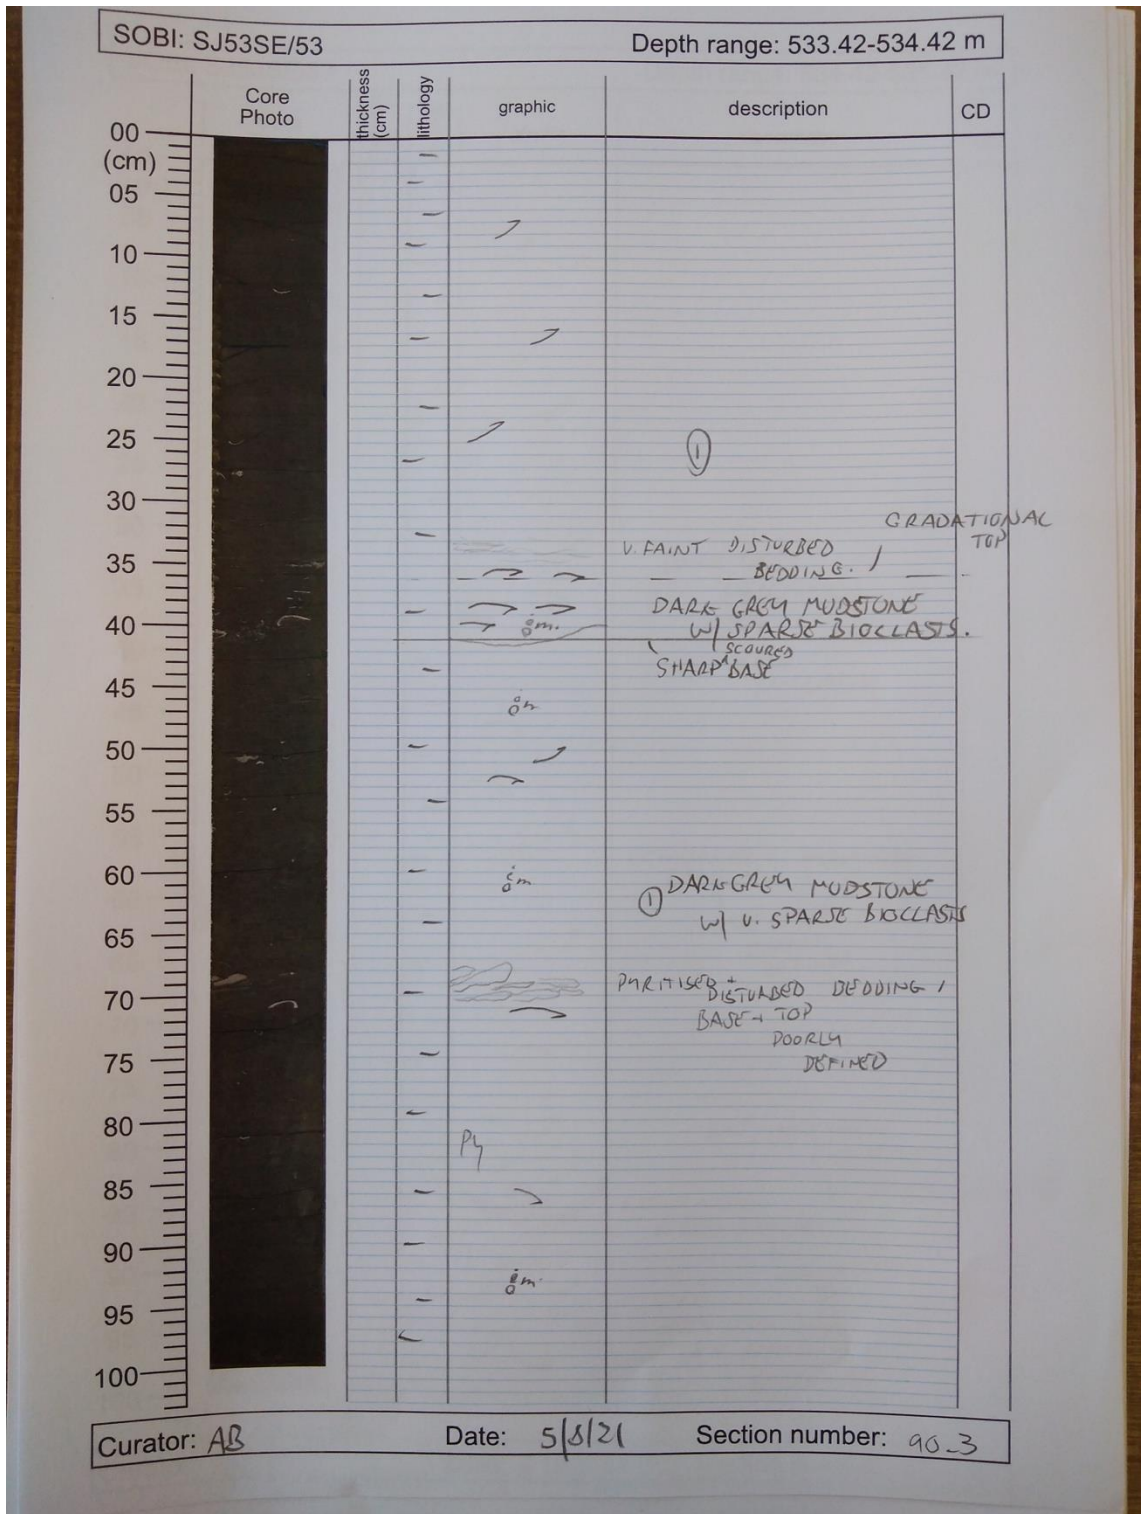 SOBI: SJ53SE/53
Depth range: 533.42-534.42 m
Core
Photo
thickness
(cm)
lithology
graphic
description
CD
00
(cm)
05
10
15
20
25
①
30
GRADATIONAL
TOP
V. FAINT DISTURBED
BEDDING. /
35
DARK GREY MUDSTONE
W/ SPARSE BIOCLASTS.
m.
40
SCOURED
SHARP^BASE
45
m
50
55
60
m
① DARK GREY MUDSTONE
W/ V. SPARSE BIOCLASTS
65
PYRITISED +
DISTURBED BEDDING /
70
BASE + TOP
POORLY
DEFINED
75
80
Py
85
90
m
95
100
Curator: AB
Date: 5/8/21
Section number: 90_3